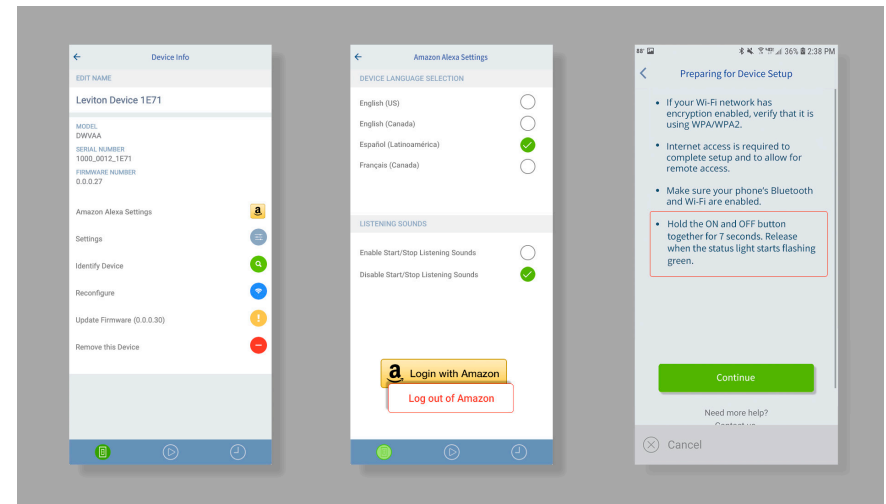 Device Info
EDIT NAME
Leviton Device 1E71
MODEL
DWVAA
SERIAL NUMBER
1000_0012_1E71
FIRMWARE NUMBER
0.0.0.27
Amazon Alexa Settings
Settings
Identify Device
Reconfigure
Update Firmware (0.0.0.30)
Remove this Device
Amazon Alexa Settings
DEVICE LANGUAGE SELECTION
English (US)
English (Canada)
Español (Latinoamérica)
Français (Canada)
LISTENING SOUNDS
Enable Start/Stop Listening Sounds
Disable Start/Stop Listening Sounds
a Login with Amazon
Log out of Amazon
88° 36% 2:38 PM
Preparing for Device Setup
• If your Wi-Fi network has
encryption enabled, verify that it is
using WPA/WPA2.
• Internet access is required to
complete setup and to allow for
remote access.
• Make sure your phone's Bluetooth
and Wi-Fi are enabled.
• Hold the ON and OFF button
together for 7 seconds. Release
when the status light starts flashing
green.
Continue
Need more help?
Contact us
Cancel